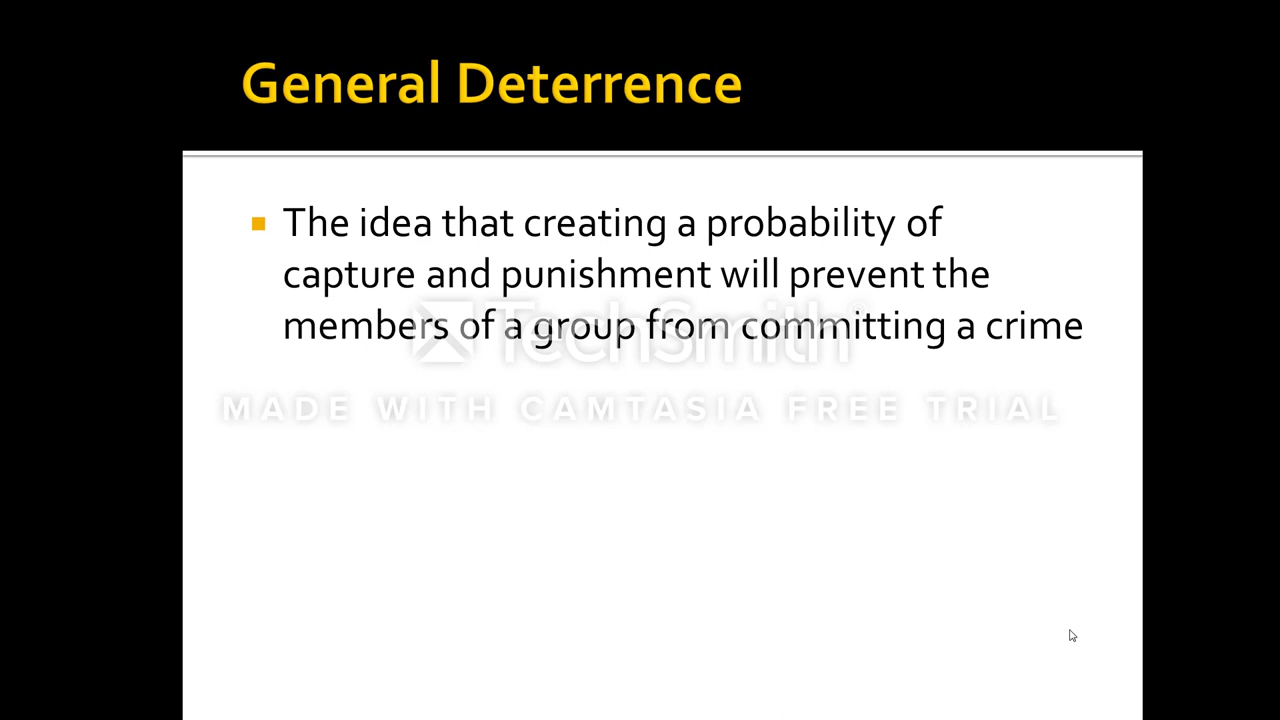 General Deterrence
The idea that creating a probability of
capture and punishment will prevent the
members of a group from committing a crime
TechSmith®
MADE WITH CAMTASIA FREE TRIAL